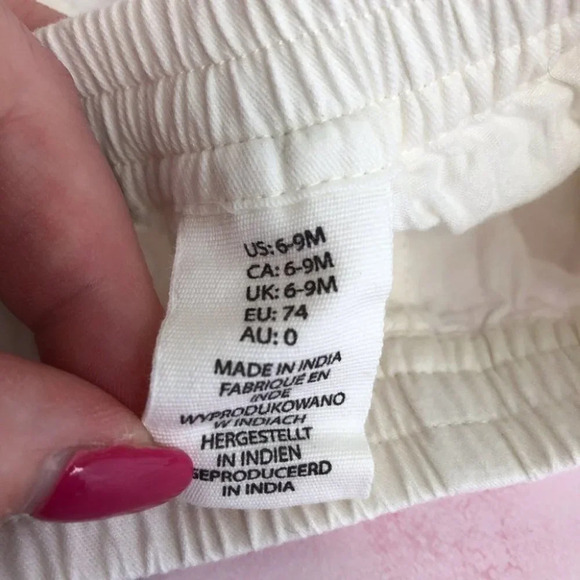 US: 6-9M
CA: 6-9M
UK: 6-9M
EU: 74
AU: 0
MADE IN INDIA
FABRIQUE EN
INDE
WYPRODUKOWANO
W INDIACH
HERGESTELLT
IN INDIEN
GEPRODUCEERD
IN INDIA